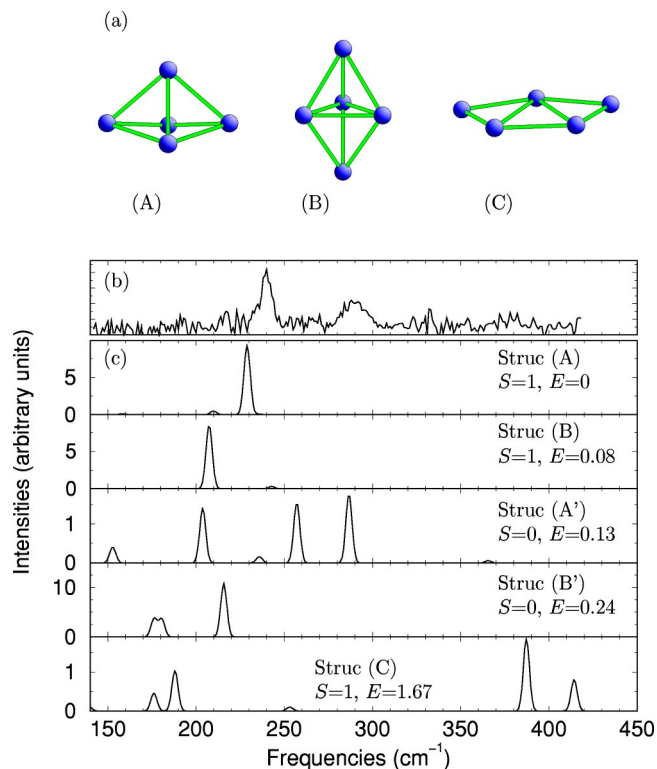 (a)
(A)
(B)
(C)
(b)
(c)
Struc (A)
S=1, E=0
5
0
Struc (B)
S=1, E=0.08
5
0
Struc (A')
S=0, E=0.13
1
0
Struc (B')
S=0, E=0.24
10
0
Struc (C)
S=1, E=1.67
1
0
150 200 250 300 350 400 450
Frequencies (cm⁻¹)
Intensities (arbitrary units)